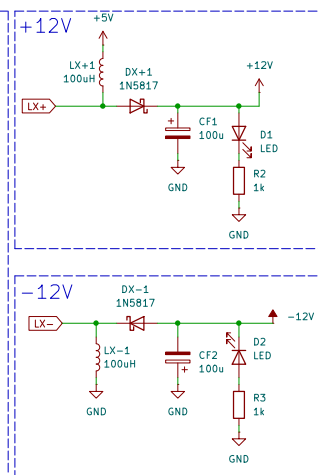 +12V
+5V
LX+1
100uH
DX+1
1N5817
+12V
LX+
+
CF1
100u
D1
LED
R2
1k
GND
GND
-12V
DX-1
1N5817
LX-
-12V
LX-1
100uH
CF2
100u
+
D2
LED
R3
1k
GND
GND
GND